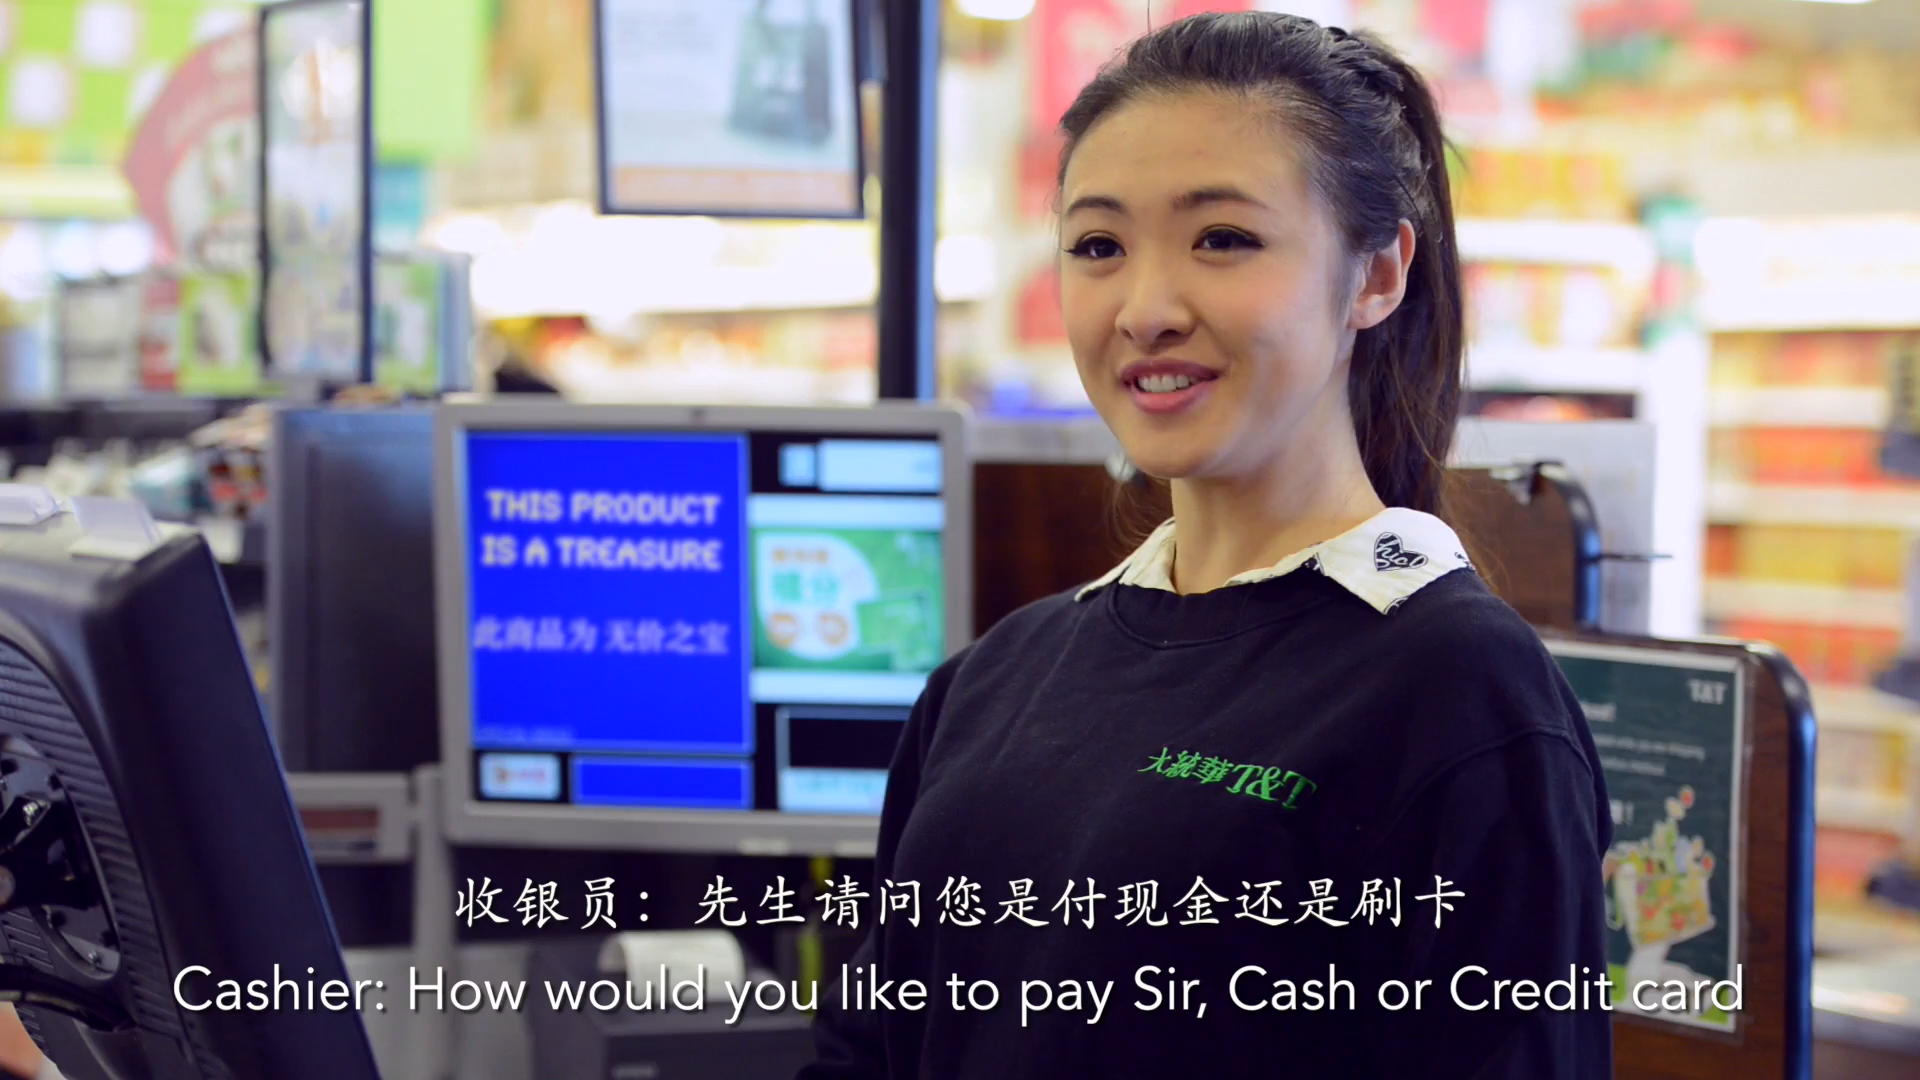 THIS PRODUCT
IS A TREASURE
此商品为 无价之宝
大統華T&T
T&T
收银员：先生请问您是付现金还是刷卡
Cashier: How would you like to pay Sir, Cash or Credit card